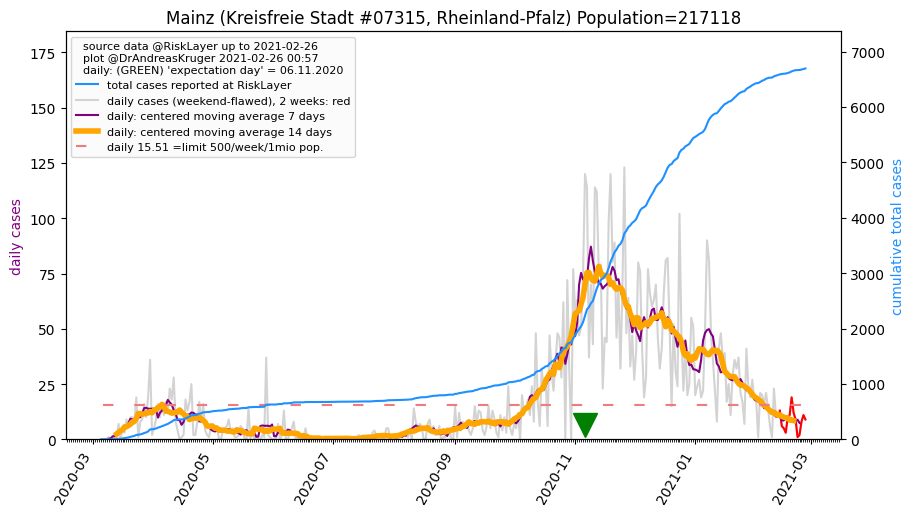 Mainz (Kreisfreie Stadt #07315, Rheinland-Pfalz) Population=217118
source data @RiskLayer up to 2021-02-26
plot @DrAndreasKruger 2021-02-26 00:57
daily: (GREEN) 'expectation day' = 06.11.2020
total cases reported at RiskLayer
daily cases (weekend-flawed), 2 weeks: red
daily: centered moving average 7 days
daily: centered moving average 14 days
daily 15.51 =limit 500/week/1mio pop.
daily cases
175
150
125
100
75
50
25
0
7000
6000
5000
4000
3000
2000
1000
0
cumulative total cases
2020-03
2020-05
2020-07
2020-09
2020-11
2021-01
2021-03